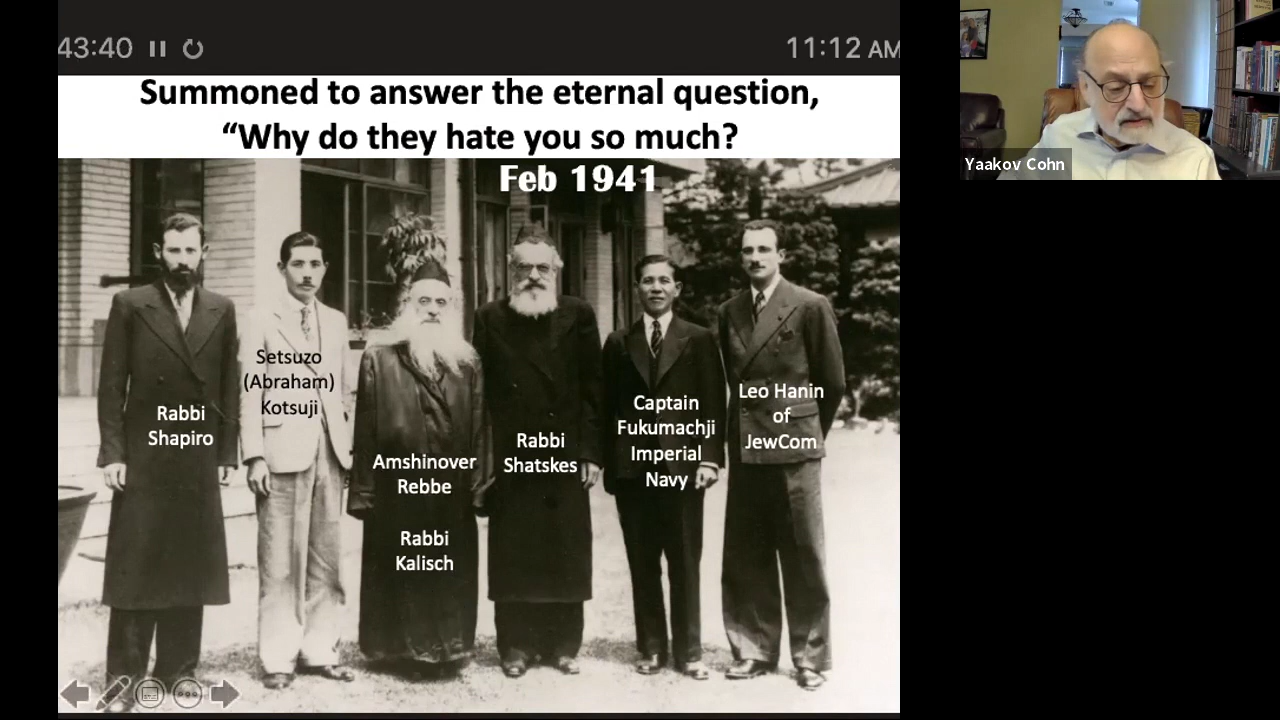 43:40
11:12 AM
Summoned to answer the eternal question,
“Why do they hate you so much?
Feb 1941
Rabbi
Shapiro
Setsuzo
(Abraham)
Kotsuji
Amshinover
Rebbe
Rabbi
Kalisch
Rabbi
Shatskes
Captain
Fukumachji
Imperial
Navy
Leo Hanin
of
JewCom
Yaakov Cohn